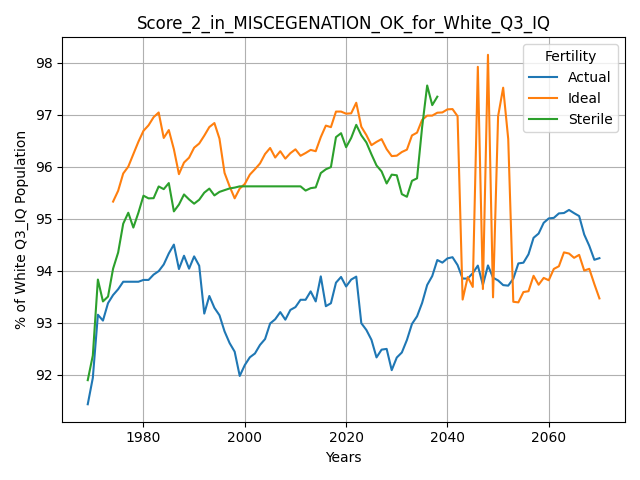 Score_2_in_MISCEGENATION_OK_for_White_Q3_IQ
Fertility
Actual
Ideal
Sterile
% of White Q3_IQ Population
98
97
96
95
94
93
92
1980
2000
2020
2040
2060
Years